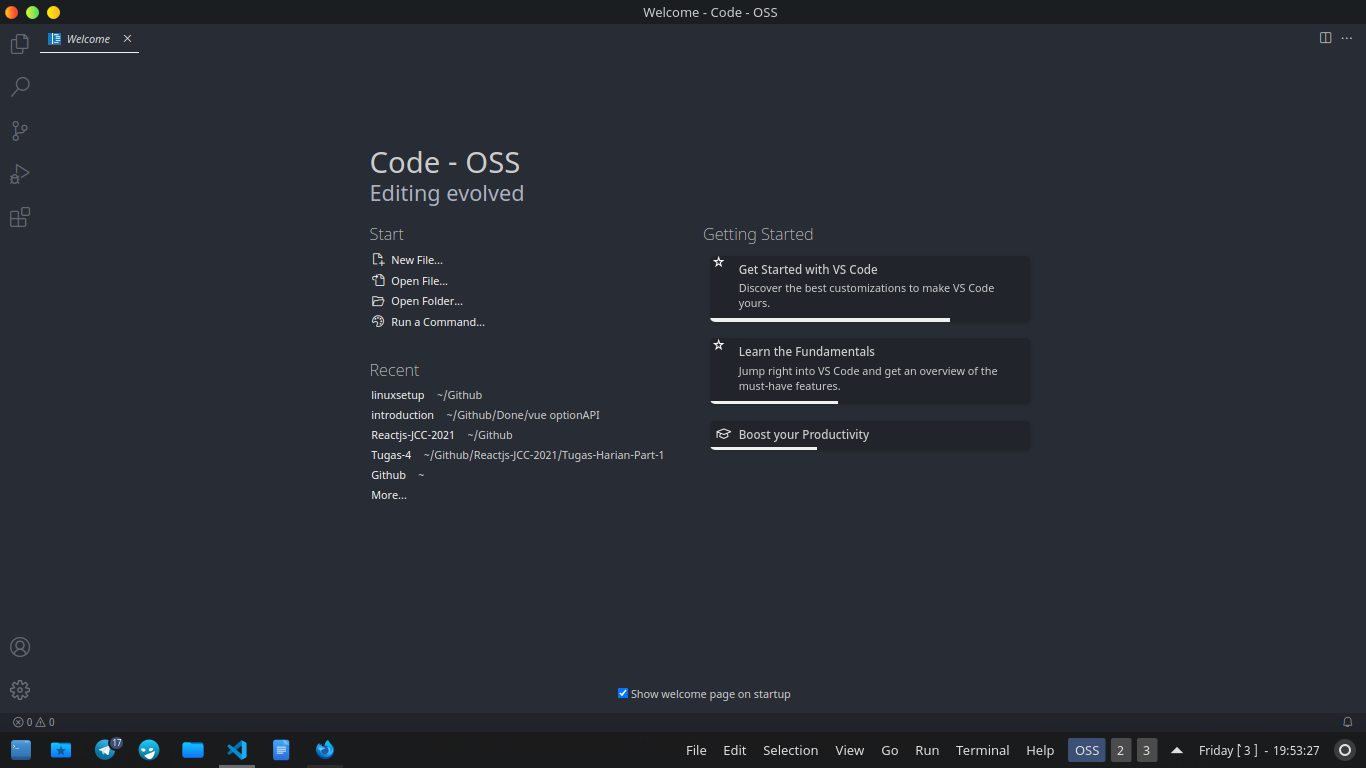 Welcome - Code - OSS
Welcome
Code - OSS
Editing evolved
Start
New File...
Open File...
Open Folder...
Run a Command...
Recent
linuxsetup ~/Github
introduction ~/Github/Done/vue optionAPI
Reactjs-JCC-2021 ~/Github
Tugas-4 ~/Github/Reactjs-JCC-2021/Tugas-Harian-Part-1
Github ~
More...
Getting Started
Get Started with VS Code
Discover the best customizations to make VS Code
yours.
Learn the Fundamentals
Jump right into VS Code and get an overview of the
must-have features.
Boost your Productivity
Show welcome page on startup
0 0
17
File Edit Selection View Go Run Terminal Help OSS 2 3 Friday [ 3 ] - 19:53:27